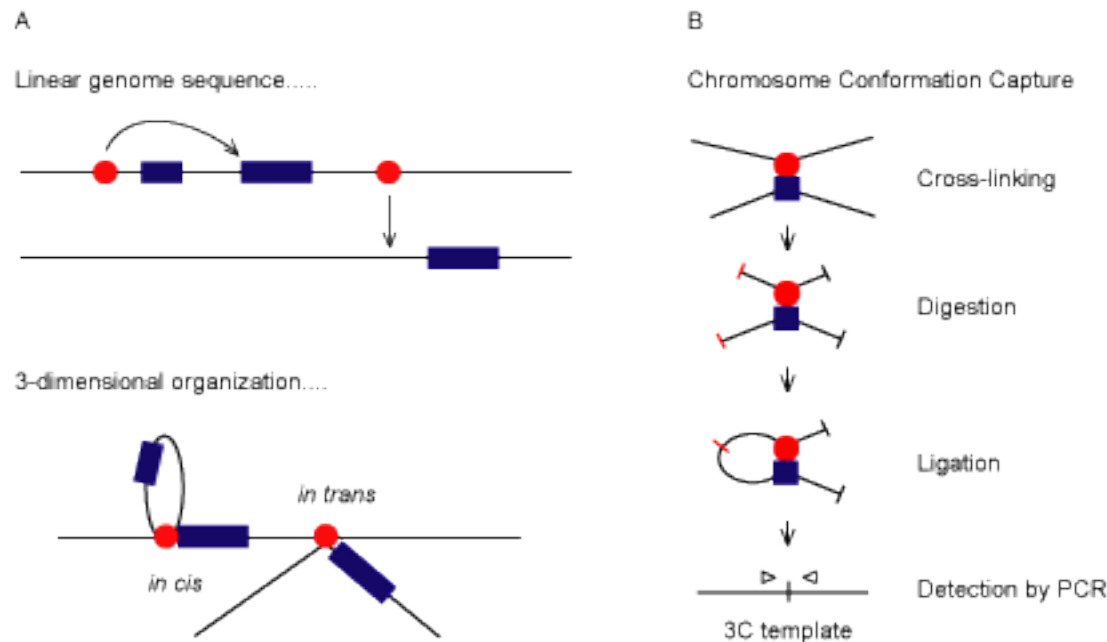 A
Linear genome sequence.....
3-dimensional organization....
in trans
in cis
B
Chromosome Conformation Capture
Cross-linking
Digestion
Ligation
Detection by PCR
3C template